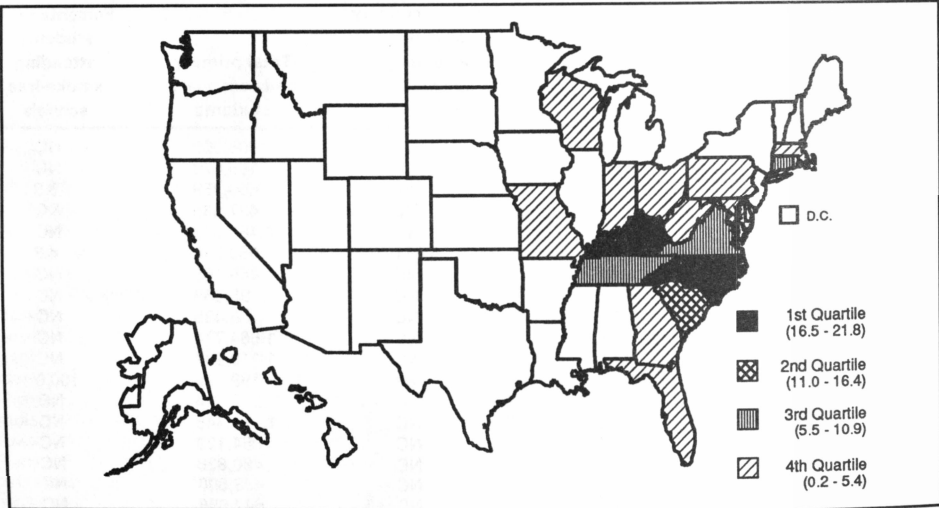 D.C.
1st Quartile
(16.5 - 21.8)
2nd Quartile
(11.0 - 16.4)
3rd Quartile
(5.5 - 10.9)
4th Quartile
(0.2 - 5.4)